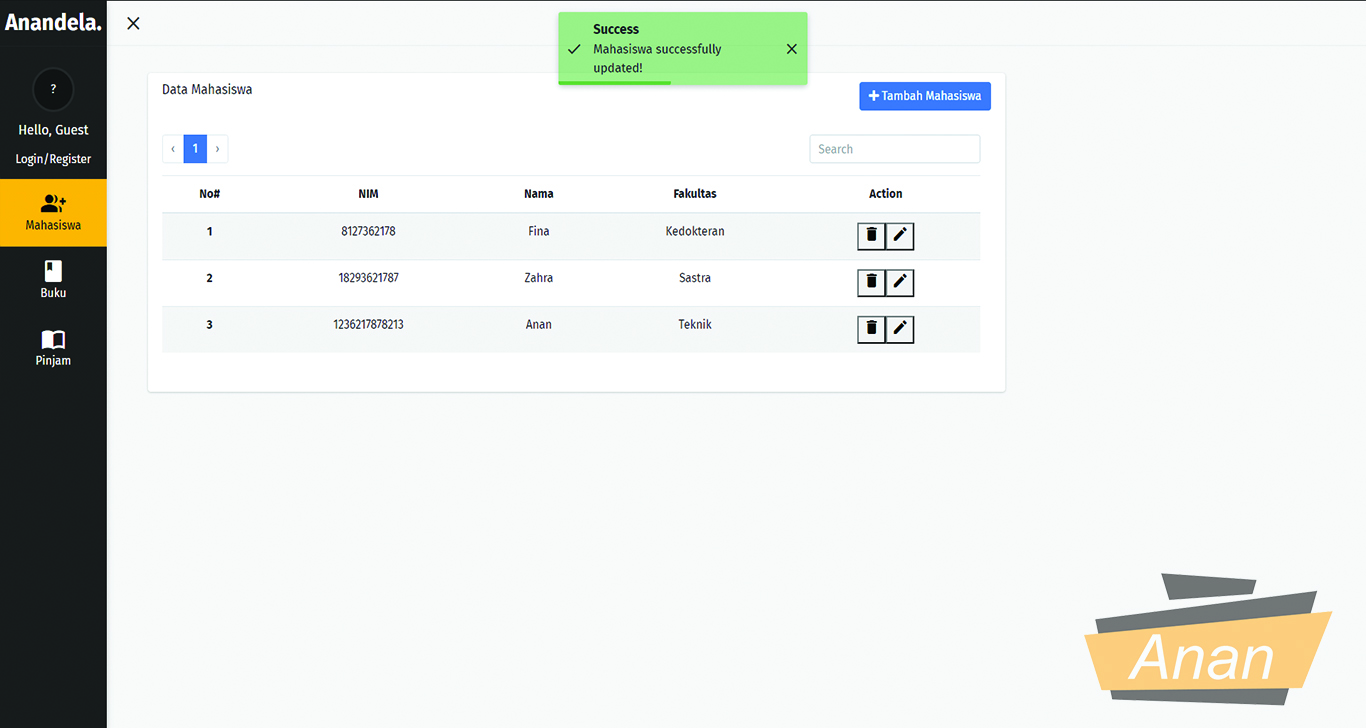 Anandela.
?
Hello, Guest
Login/Register
Mahasiswa
Buku
Pinjam
Success
Mahasiswa successfully
updated!
Data Mahasiswa
Tambah Mahasiswa
‹ 1 ›
Search
No# NIM Nama Fakultas Action
1 8127362178 Fina Kedokteran
2 18293621787 Zahra Sastra
3 1236217878213 Anan Teknik
Anan